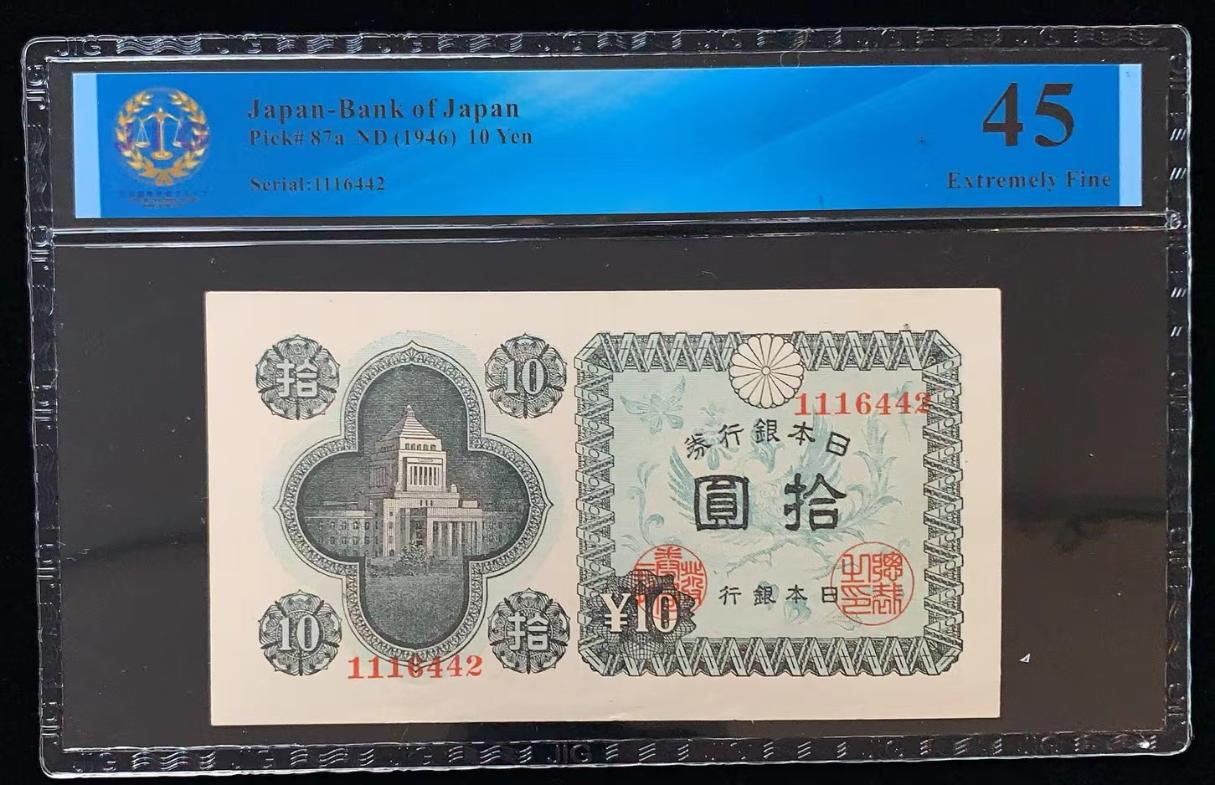 Japan-Bank of Japan
Pick# 87a ND (1946) 10 Yen
Serial:1116442
45
Extremely Fine
拾
10
1116442
券行銀本日
圓拾
行銀本日
¥10
10
拾
1116442
JIG